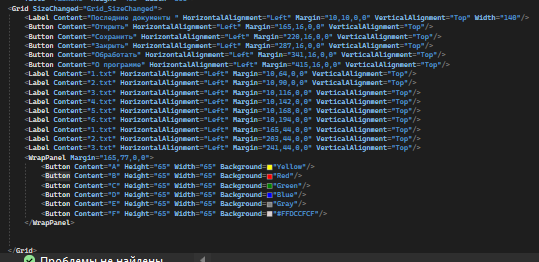 <Grid SizeChanged="Grid_SizeChanged">
<Label Content="Последние документы " HorizontalAlignment="Left" Margin="10,10,0,0" VerticalAlignment="Top" Width="140"/>
<Button Content="Открыть" HorizontalAlignment="Left" Margin="165,16,0,0" VerticalAlignment="Top"/>
<Button Content="Сохранить" HorizontalAlignment="Left" Margin="220,16,0,0" VerticalAlignment="Top"/>
<Button Content="Закрыть" HorizontalAlignment="Left" Margin="287,16,0,0" VerticalAlignment="Top"/>
<Button Content="Обработать" HorizontalAlignment="Left" Margin="341,16,0,0" VerticalAlignment="Top"/>
<Button Content="О программе" HorizontalAlignment="Left" Margin="415,16,0,0" VerticalAlignment="Top"/>
<Label Content="1.txt" HorizontalAlignment="Left" Margin="10,64,0,0" VerticalAlignment="Top"/>
<Label Content="2.txt" HorizontalAlignment="Left" Margin="10,90,0,0" VerticalAlignment="Top"/>
<Label Content="3.txt" HorizontalAlignment="Left" Margin="10,116,0,0" VerticalAlignment="Top"/>
<Label Content="4.txt" HorizontalAlignment="Left" Margin="10,142,0,0" VerticalAlignment="Top"/>
<Label Content="5.txt" HorizontalAlignment="Left" Margin="10,168,0,0" VerticalAlignment="Top"/>
<Label Content="6.txt" HorizontalAlignment="Left" Margin="10,194,0,0" VerticalAlignment="Top"/>
<Label Content="1.txt" HorizontalAlignment="Left" Margin="165,44,0,0" VerticalAlignment="Top"/>
<Label Content="2.txt" HorizontalAlignment="Left" Margin="203,44,0,0" VerticalAlignment="Top"/>
<Label Content="3.txt" HorizontalAlignment="Left" Margin="241,44,0,0" VerticalAlignment="Top"/>
<WrapPanel Margin="165,77,0,0">
<Button Content="A" Height="65" Width="65" Background="Yellow"/>
<Button Content="B" Height="65" Width="65" Background="Red"/>
<Button Content="C" Height="65" Width="65" Background="Green"/>
<Button Content="D" Height="65" Width="65" Background="Blue"/>
<Button Content="E" Height="65" Width="65" Background="Gray"/>
<Button Content="F" Height="65" Width="65" Background="#FFDCCFCF"/>
</WrapPanel>
</Grid>
Проблемы не найдены